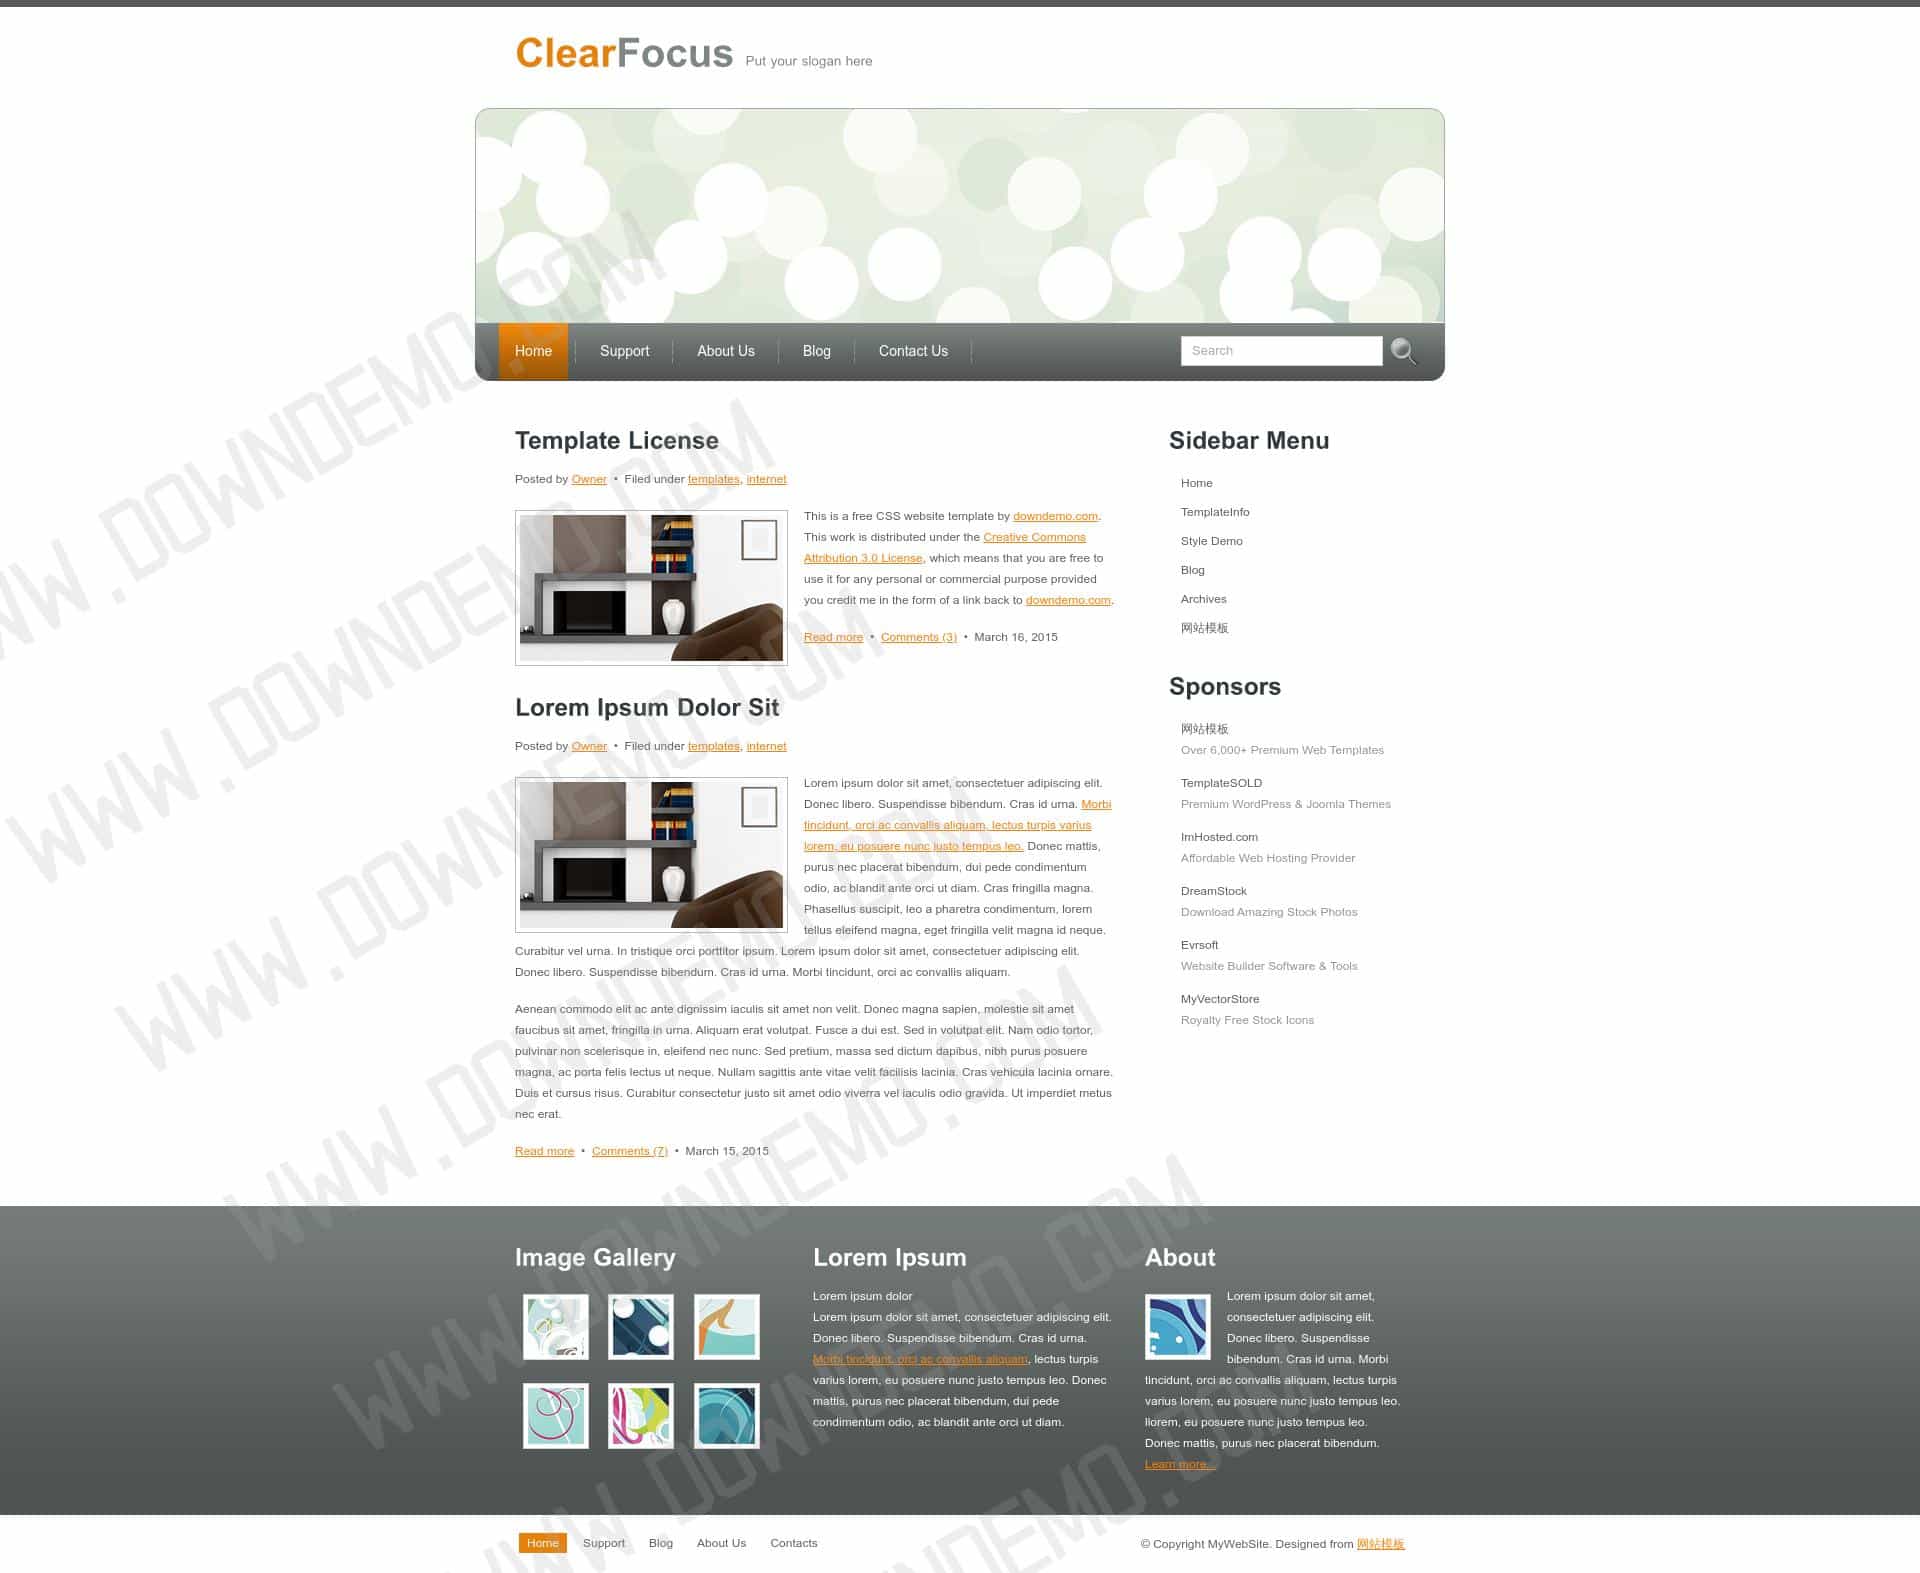 ClearFocus Put your slogan here
Home Support About Us Blog Contact Us Search
Template License
Posted by Owner • Filed under templates, internet
This is a free CSS website template by downdemo.com.
This work is distributed under the Creative Commons
Attribution 3.0 License, which means that you are free to
use it for any personal or commercial purpose provided
you credit me in the form of a link back to downdemo.com.
Read more • Comments (3) • March 16, 2015
Lorem Ipsum Dolor Sit
Posted by Owner • Filed under templates, internet
Lorem ipsum dolor sit amet, consectetuer adipiscing elit.
Donec libero. Suspendisse bibendum. Cras id urna. Morbi
tincidunt, orci ac convallis aliquam, lectus turpis varius
lorem, eu posuere nunc justo tempus leo. Donec mattis,
purus nec placerat bibendum, dui pede condimentum
odio, ac blandit ante orci ut diam. Cras fringilla magna.
Phasellus suscipit, leo a pharetra condimentum, lorem
tellus eleifend magna, eget fringilla velit magna id neque.
Curabitur vel urna. In tristique orci porttitor ipsum. Lorem ipsum dolor sit amet, consectetuer adipiscing elit.
Donec libero. Suspendisse bibendum. Cras id urna. Morbi tincidunt, orci ac convallis aliquam.
Aenean commodo elit ac ante dignissim iaculis sit amet non velit. Donec magna sapien, molestie sit amet
faucibus sit amet, fringilla in urna. Aliquam erat volutpat. Fusce a dui est. Sed in volutpat elit. Nam odio tortor,
pulvinar non scelerisque in, eleifend nec nunc. Sed pretium, massa sed dictum dapibus, nibh purus posuere
magna, ac porta felis lectus ut neque. Nullam sagittis ante vitae velit facilisis lacinia. Cras vehicula lacinia ornare.
Duis et cursus risus. Curabitur consectetur justo sit amet odio viverra vel iaculis odio gravida. Ut imperdiet metus
nec erat.
Read more • Comments (7) • March 15, 2015
Sidebar Menu
Home
TemplateInfo
Style Demo
Blog
Archives
网站模板
Sponsors
网站模板
Over 6,000+ Premium Web Templates
TemplateSOLD
Premium WordPress & Joomla Themes
ImHosted.com
Affordable Web Hosting Provider
DreamStock
Download Amazing Stock Photos
Evrsoft
Website Builder Software & Tools
MyVectorStore
Royalty Free Stock Icons
Image Gallery
Lorem Ipsum
Lorem ipsum dolor
Lorem ipsum dolor sit amet, consectetuer adipiscing elit.
Donec libero. Suspendisse bibendum. Cras id urna.
Morbi tincidunt, orci ac convallis aliquam, lectus turpis
varius lorem, eu posuere nunc justo tempus leo. Donec
mattis, purus nec placerat bibendum, dui pede
condimentum odio, ac blandit ante orci ut diam.
About
Lorem ipsum dolor sit amet,
consectetuer adipiscing elit.
Donec libero. Suspendisse
bibendum. Cras id urna. Morbi
tincidunt, orci ac convallis aliquam, lectus turpis
varius lorem, eu posuere nunc justo tempus leo.
llorem, eu posuere nunc justo tempus leo.
Donec mattis, purus nec placerat bibendum.
Learn more...
Home Support Blog About Us Contacts
© Copyright MyWebSite. Designed from 网站模板
WWW.DOWNDEMO.COM
WWW.DOWNDEMO.COM
WWW.DOWNDEMO.COM
WWW.DOWNDEMO.COM
WWW.DOWNDEMO.COM
WWW.DOWNDEMO.COM
WWW.DOWNDEMO.COM